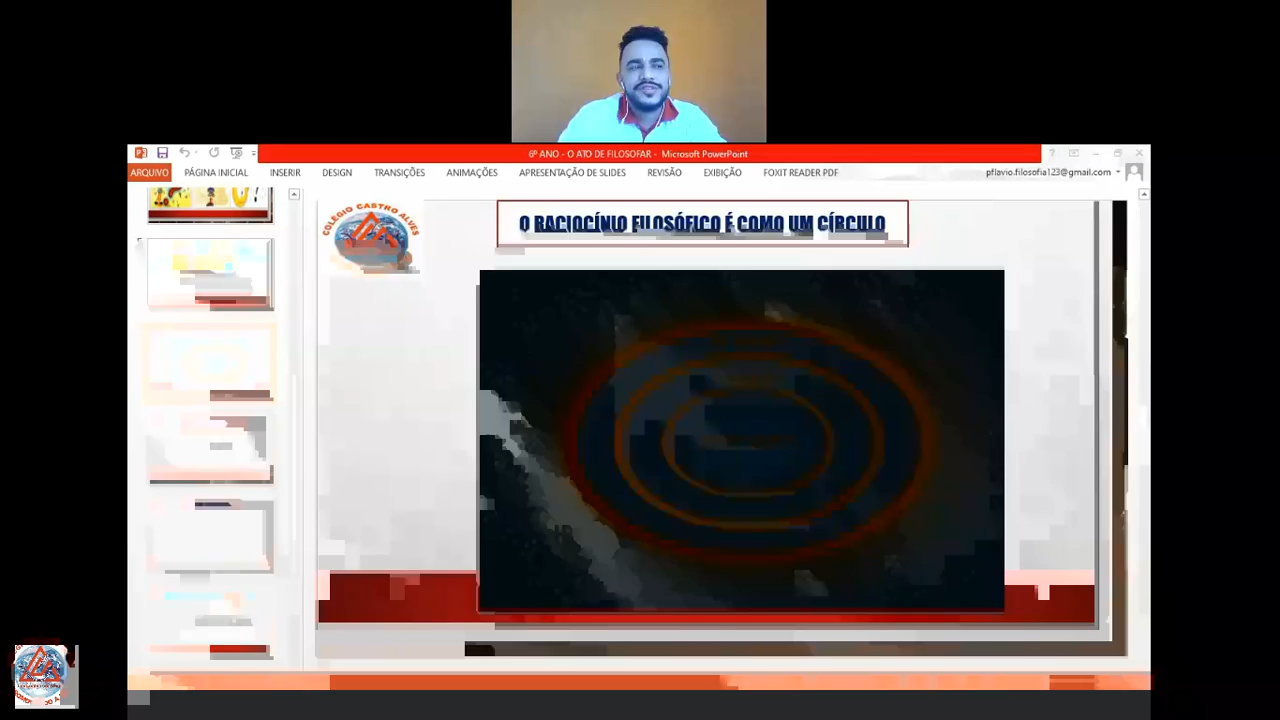 6º ANO - O ATO DE FILOSOFAR - Microsoft PowerPoint
ARQUIVO PÁGINA INICIAL INSERIR DESIGN TRANSIÇÕES ANIMAÇÕES APRESENTAÇÃO DE SLIDES REVISÃO EXIBIÇÃO FOXIT READER PDF pflavio.filosofia123@gmail.com
COLÉGIO CASTRO ALVES
O RACIOCÍNIO FILOSÓFICO É COMO UM CÍRCULO